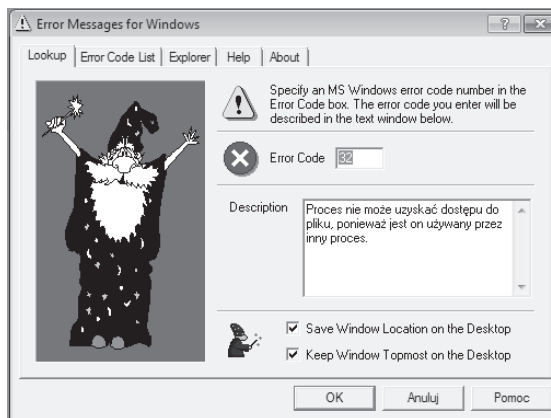 Error Messages for Windows
Lookup Error Code List Explorer Help About
Specify an MS Windows error code number in the
Error Code box. The error code you enter will be
described in the text window below.
Error Code 32
Description
Proces nie może uzyskać dostępu do
pliku, ponieważ jest on używany przez
inny proces.
Save Window Location on the Desktop
Keep Window Topmost on the Desktop
OK Anuluj Pomoc